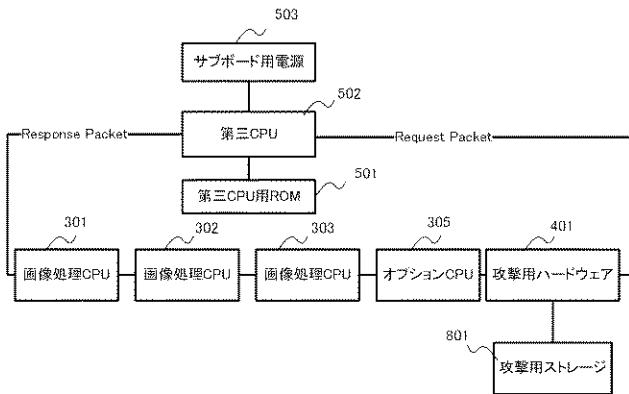 503
サブボード用電源
502
Response Packet
第三CPU
Request Packet
501
第三CPU用ROM
301
302
303
305
401
画像処理CPU
画像処理CPU
画像処理CPU
オプションCPU
攻撃用ハードウェア
801
攻撃用ストレージ